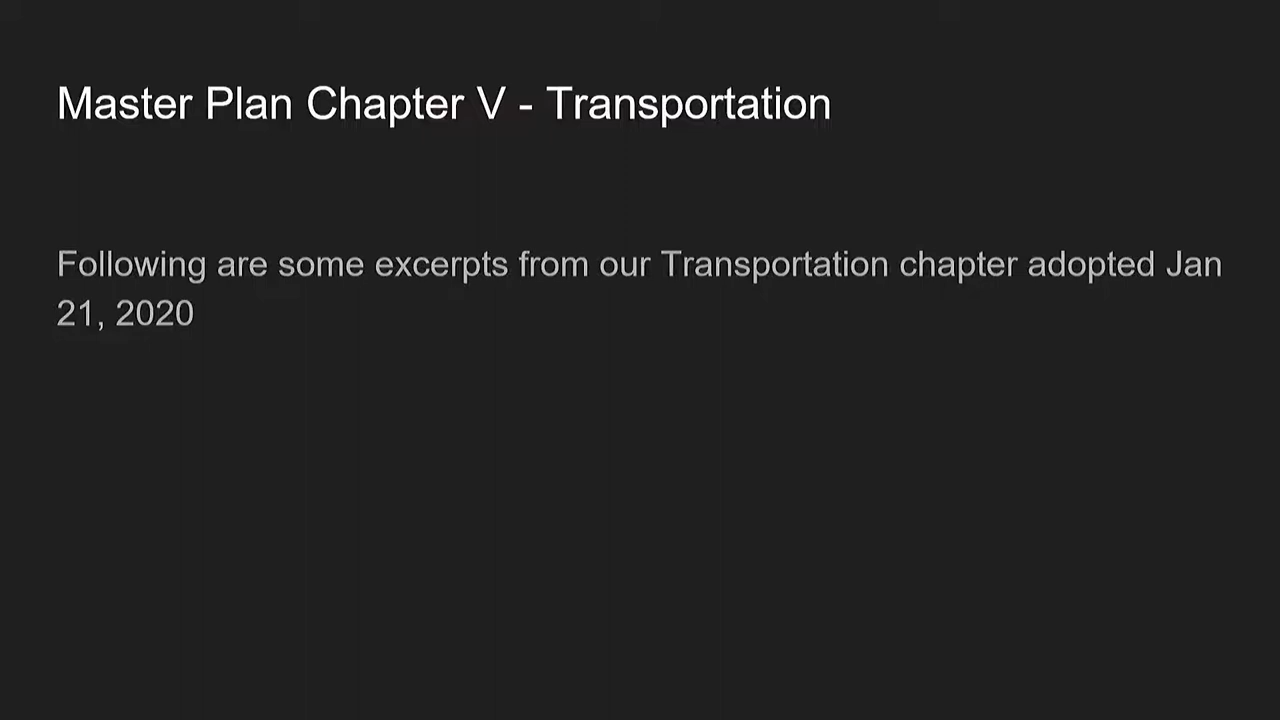 Master Plan Chapter V - Transportation
Following are some excerpts from our Transportation chapter adopted Jan
21, 2020